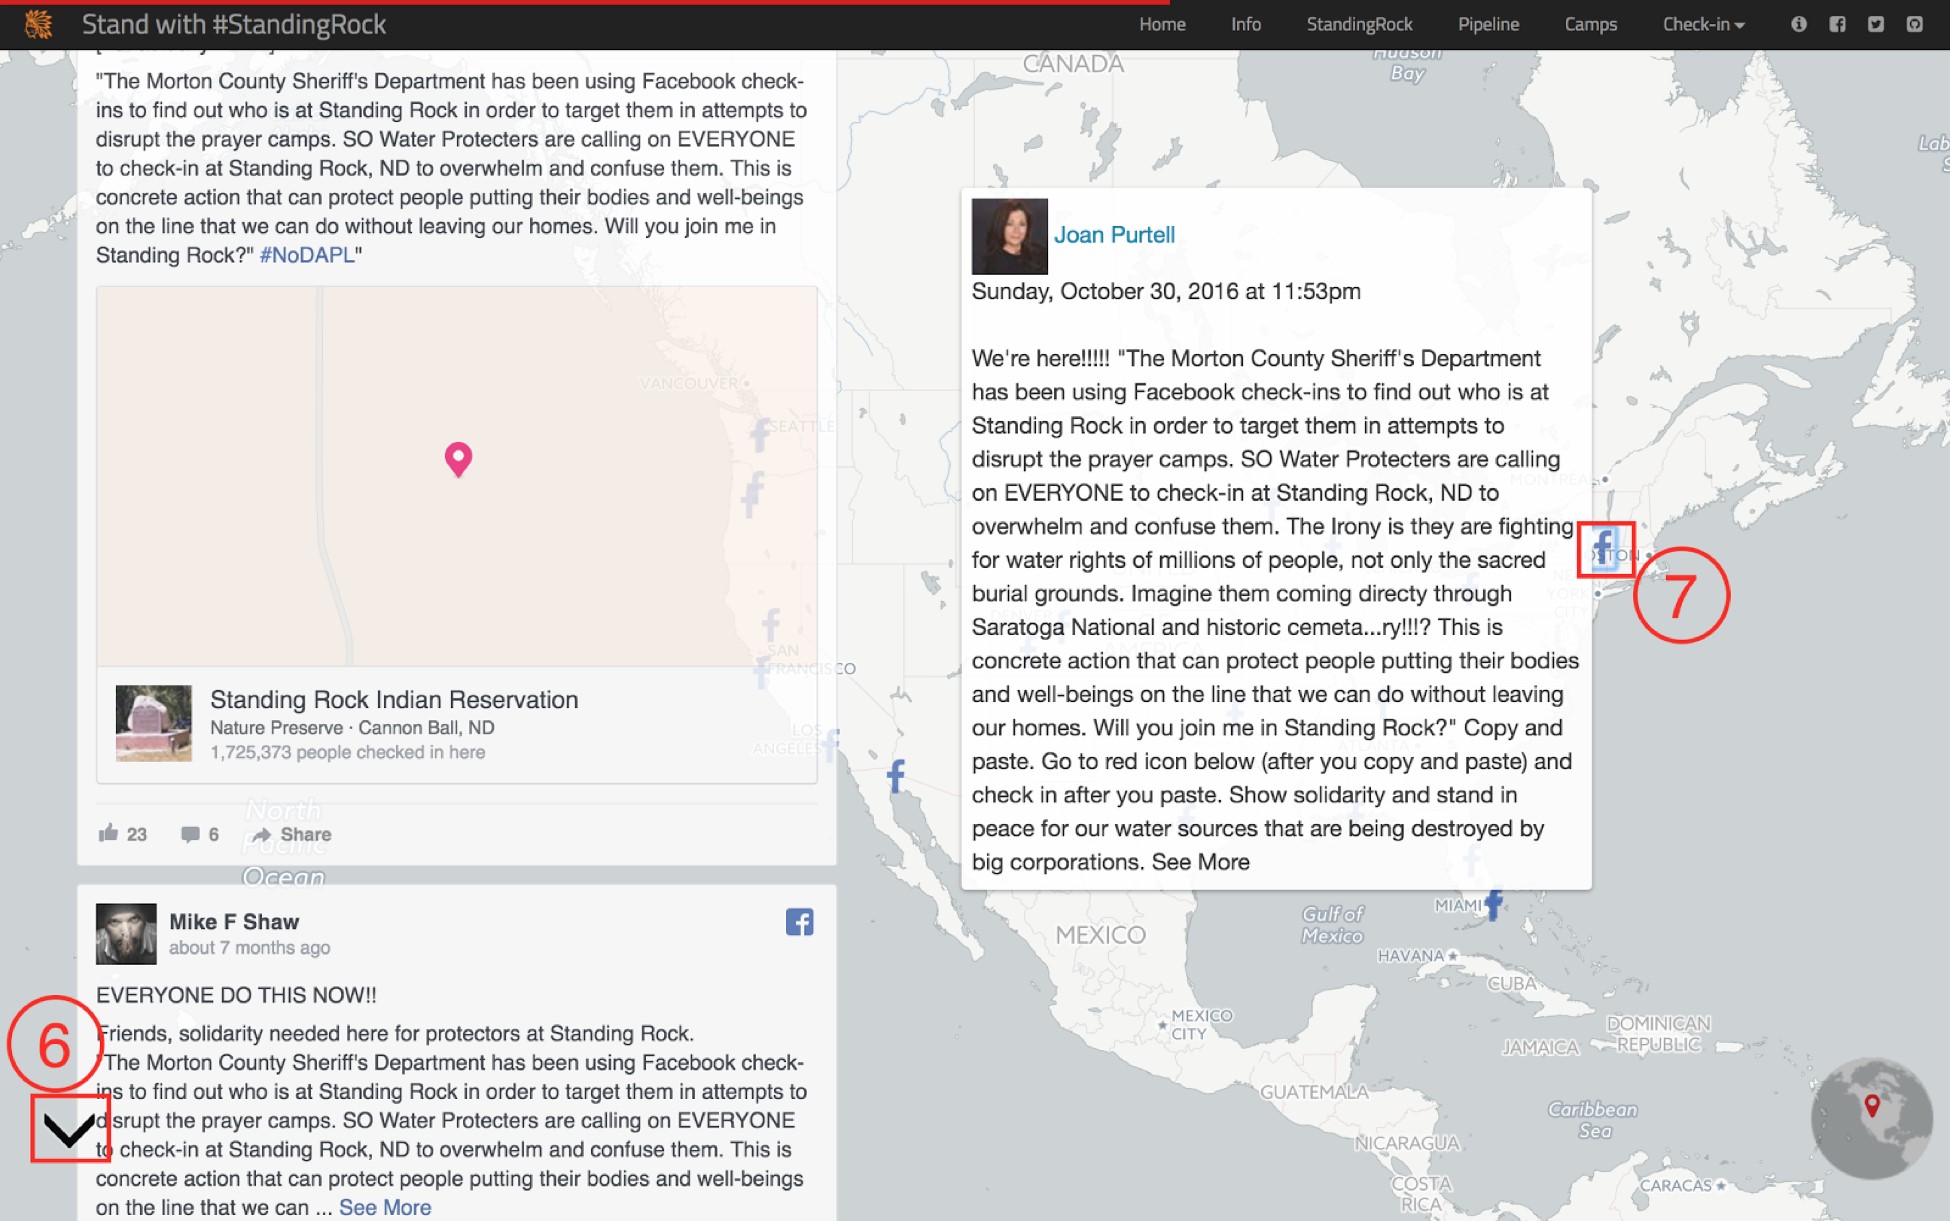 Stand with #StandingRock
Home
Info
StandingRock
Pipeline
Camps
Check-in
"The Morton County Sheriff's Department has been using Facebook check-
ins to find out who is at Standing Rock in order to target them in attempts to
disrupt the prayer camps. SO Water Protecters are calling on EVERYONE
to check-in at Standing Rock, ND to overwhelm and confuse them. This is
concrete action that can protect people putting their bodies and well-beings
on the line that we can do without leaving our homes. Will you join me in
Standing Rock?" #NoDAPL"
Standing Rock Indian Reservation
Nature Preserve · Cannon Ball, ND
1,725,373 people checked in here
23
6
Share
Mike F Shaw
about 7 months ago
EVERYONE DO THIS NOW!!
Friends, solidarity needed here for protectors at Standing Rock.
"The Morton County Sheriff's Department has been using Facebook check-
ins to find out who is at Standing Rock in order to target them in attempts to
disrupt the prayer camps. SO Water Protecters are calling on EVERYONE
to check-in at Standing Rock, ND to overwhelm and confuse them. This is
concrete action that can protect people putting their bodies and well-beings
on the line that we can ... See More
6
Joan Purtell
Sunday, October 30, 2016 at 11:53pm
We're here!!!!! "The Morton County Sheriff's Department
has been using Facebook check-ins to find out who is at
Standing Rock in order to target them in attempts to
disrupt the prayer camps. SO Water Protecters are calling
on EVERYONE to check-in at Standing Rock, ND to
overwhelm and confuse them. The Irony is they are fighting
for water rights of millions of people, not only the sacred
burial grounds. Imagine them coming directy through
Saratoga National and historic cemeta...ry!!!? This is
concrete action that can protect people putting their bodies
and well-beings on the line that we can do without leaving
our homes. Will you join me in Standing Rock?" Copy and
paste. Go to red icon below (after you copy and paste) and
check in after you paste. Show solidarity and stand in
peace for our water sources that are being destroyed by
big corporations. See More
7
CANADA
Hudson
Bay
VANCOUVER
SEATTLE
SAN
FRANCISCO
LOS
ANGELES
North
Pacific
Ocean
MONTREAL
NEW
YORK
CITY
DENVER
AMERICA
ATLANTA
MIAMI
Gulf of
Mexico
MEXICO
HAVANA
CUBA
MEXICO
CITY
DOMINICAN
REPUBLIC
JAMAICA
GUATEMALA
Caribbean
Sea
NICARAGUA
COSTA
RICA
CARACAS